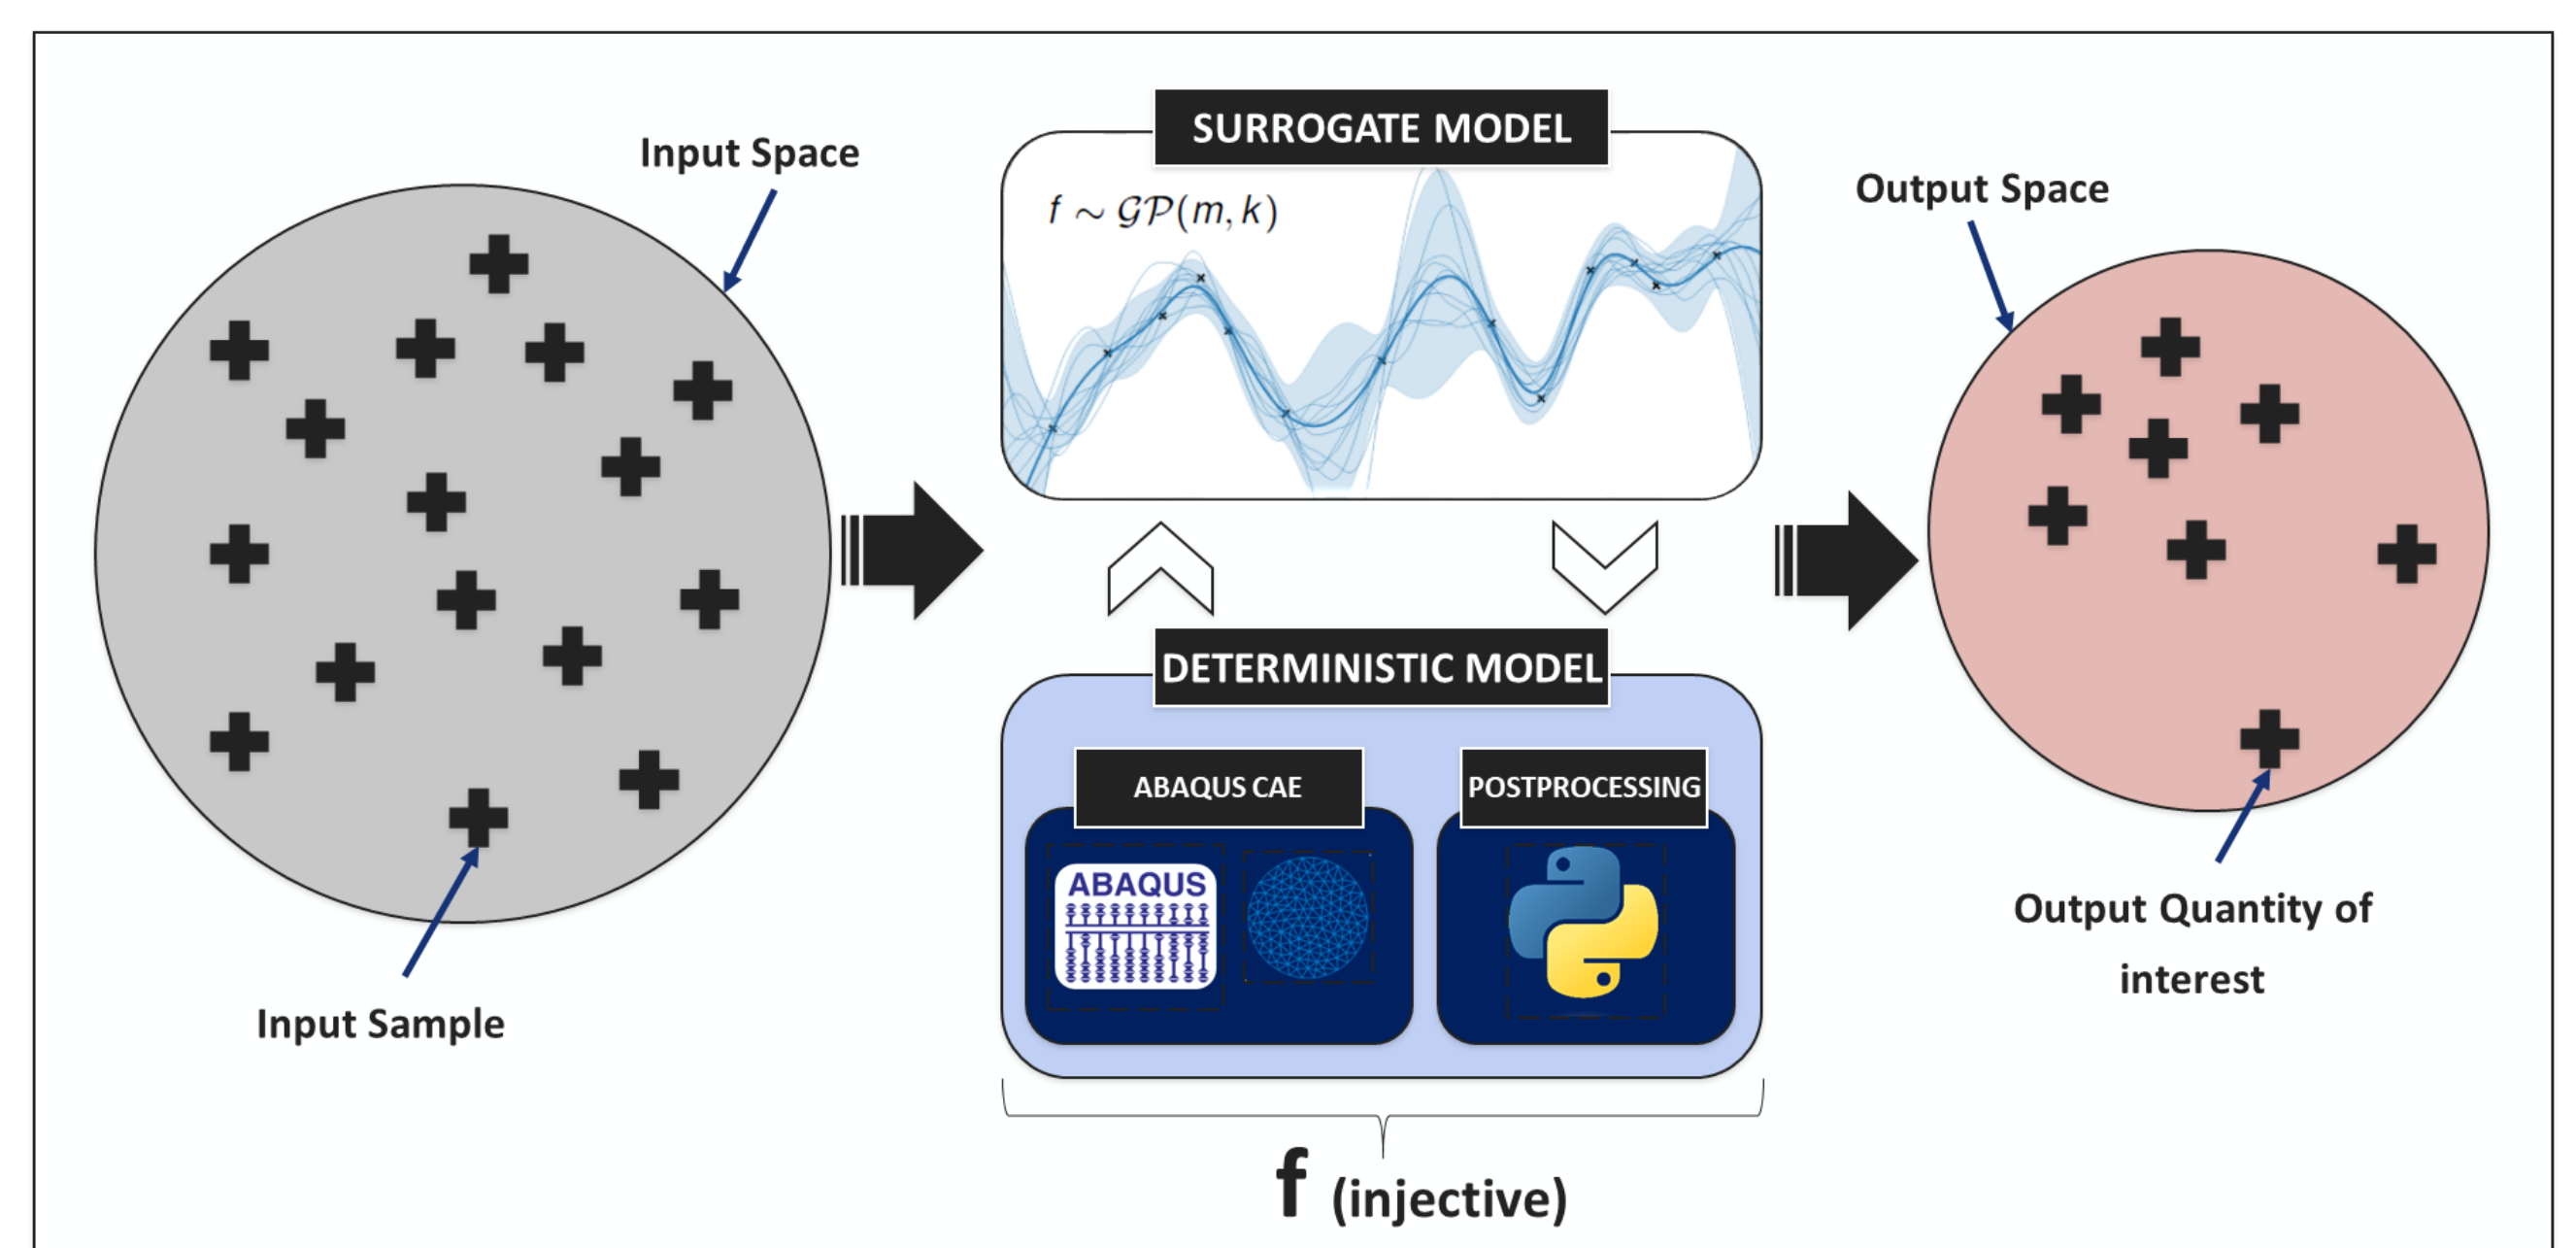 SURROGATE MODEL
Input Space
Output Space
f ∼ 𝒢𝒫(m, k)
DETERMINISTIC MODEL
ABAQUS CAE
POSTPROCESSING
ABAQUS
Output Quantity of
interest
Input Sample
f (injective)